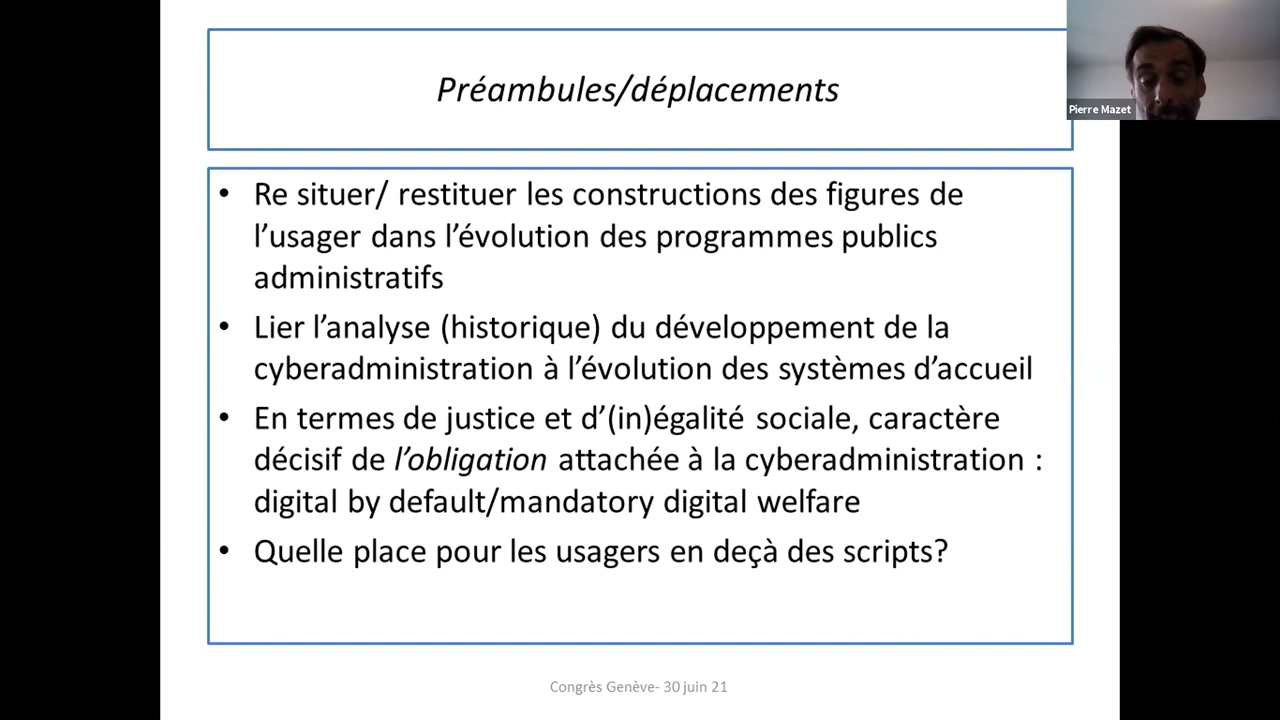 Préambules/déplacements
Pierre Mazet
• Re situer/ restituer les constructions des figures de
l’usager dans l’évolution des programmes publics
administratifs
• Lier l’analyse (historique) du développement de la
cyberadministration à l’évolution des systèmes d’accueil
• En termes de justice et d’(in)égalité sociale, caractère
décisif de l’obligation attachée à la cyberadministration :
digital by default/mandatory digital welfare
• Quelle place pour les usagers en deçà des scripts?
Congrès Genève- 30 juin 21